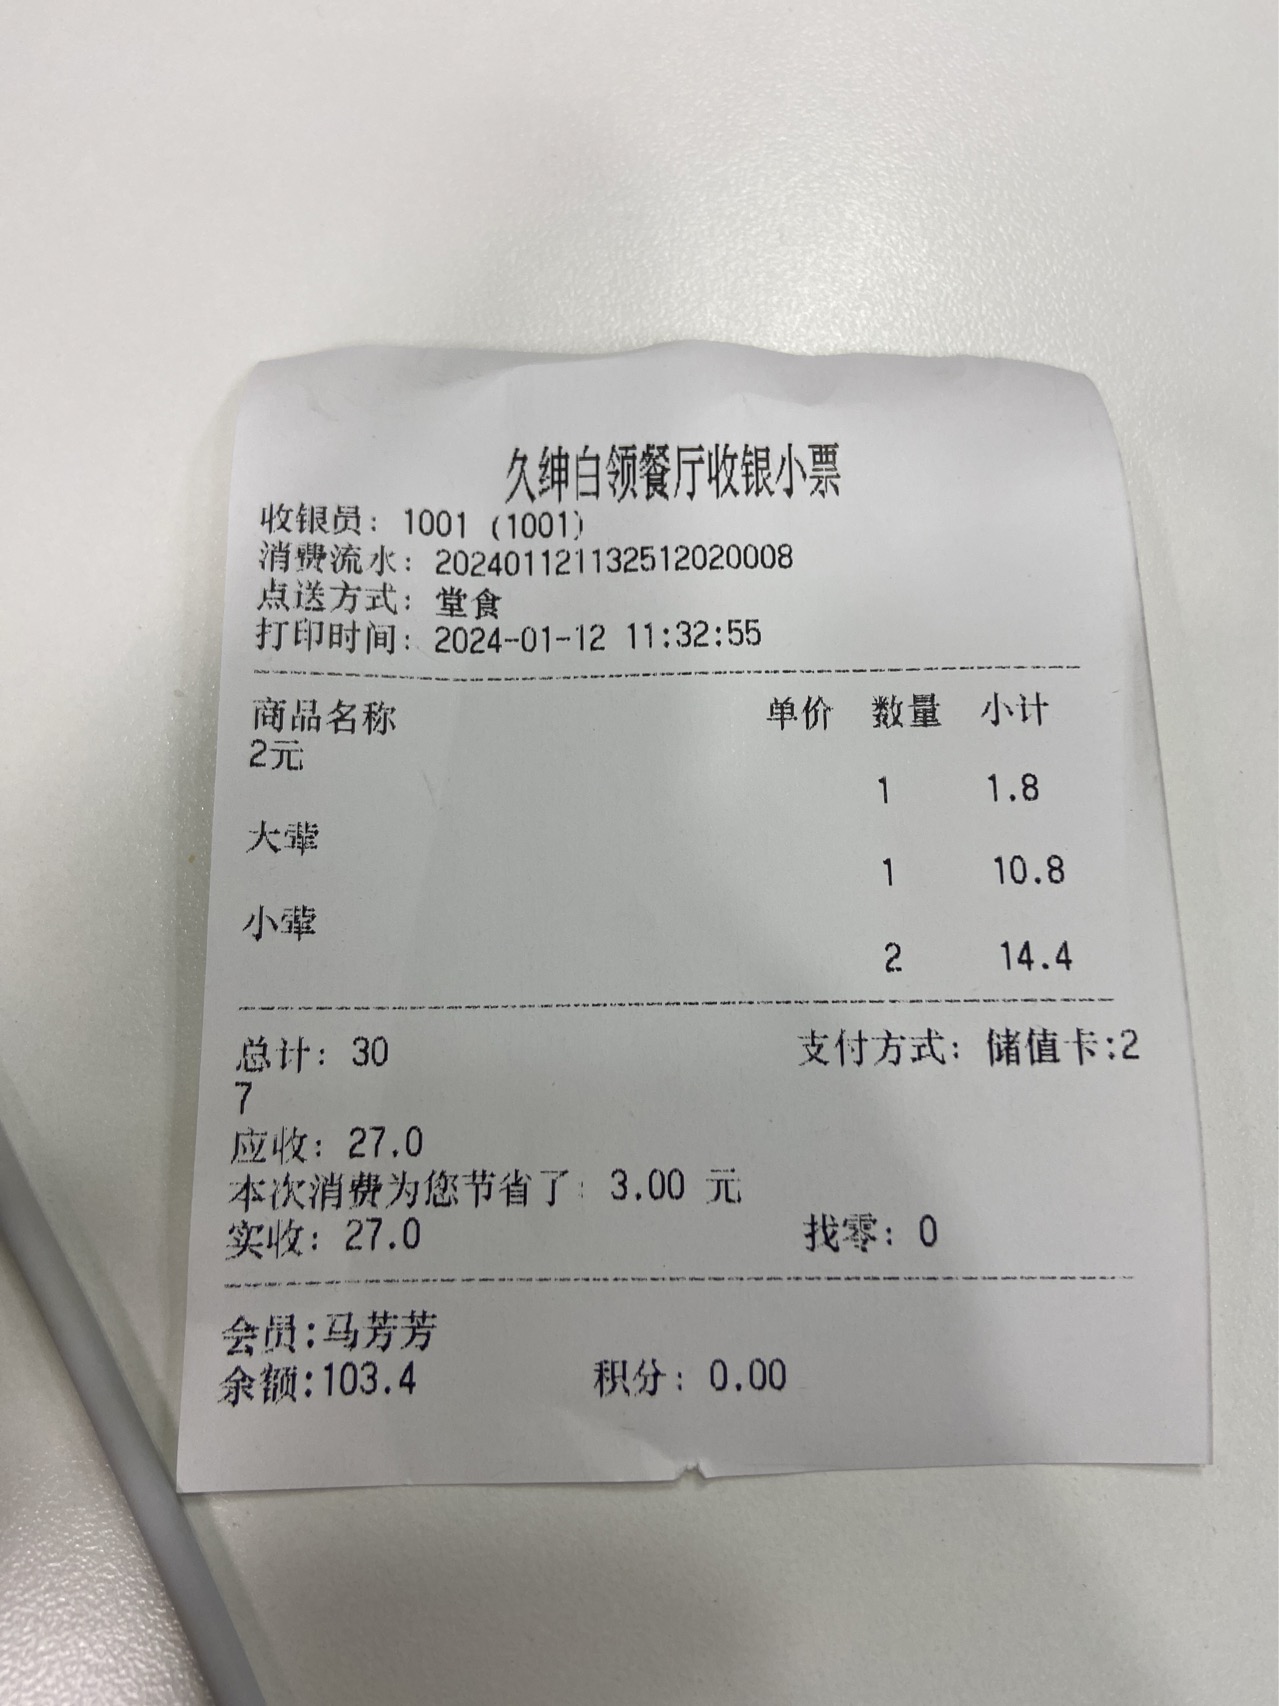 久绅白领餐厅收银小票
收银员： 1001 (1001)
消费流水： 202401121132512020008
点送方式： 堂食
打印时间： 2024-01-12 11:32:55
商品名称 单价 数量 小计
2元
1 1.8
大荤
1 10.8
小荤
2 14.4
总计： 30 支付方式： 储值卡:2
7
应收： 27.0
本次消费为您节省了： 3.00 元
实收： 27.0 找零： 0
会员:马芳芳
余额:103.4 积分： 0.00